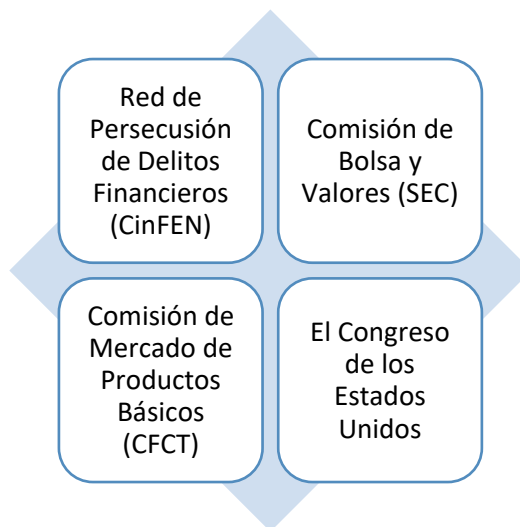 Red de
Persecusión
de Delitos
Financieros
(CinFEN)
Comisión de
Bolsa y
Valores (SEC)
Comisión de
Mercado de
Productos
Básicos
(CFCT)
El Congreso
de los
Estados
Unidos